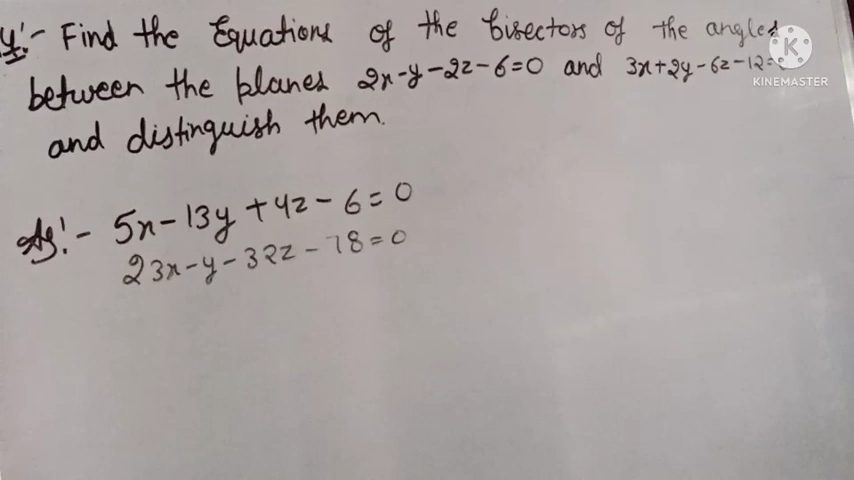 4'.- Find the Equations of the bisectors of the angles
between the planes 2x-y-2z-6=0 and 3x+2y-6z-12=
and distinguish them.
K
KINEMASTER
5x-13y+4z-6=0
23x-y-32z-78=0